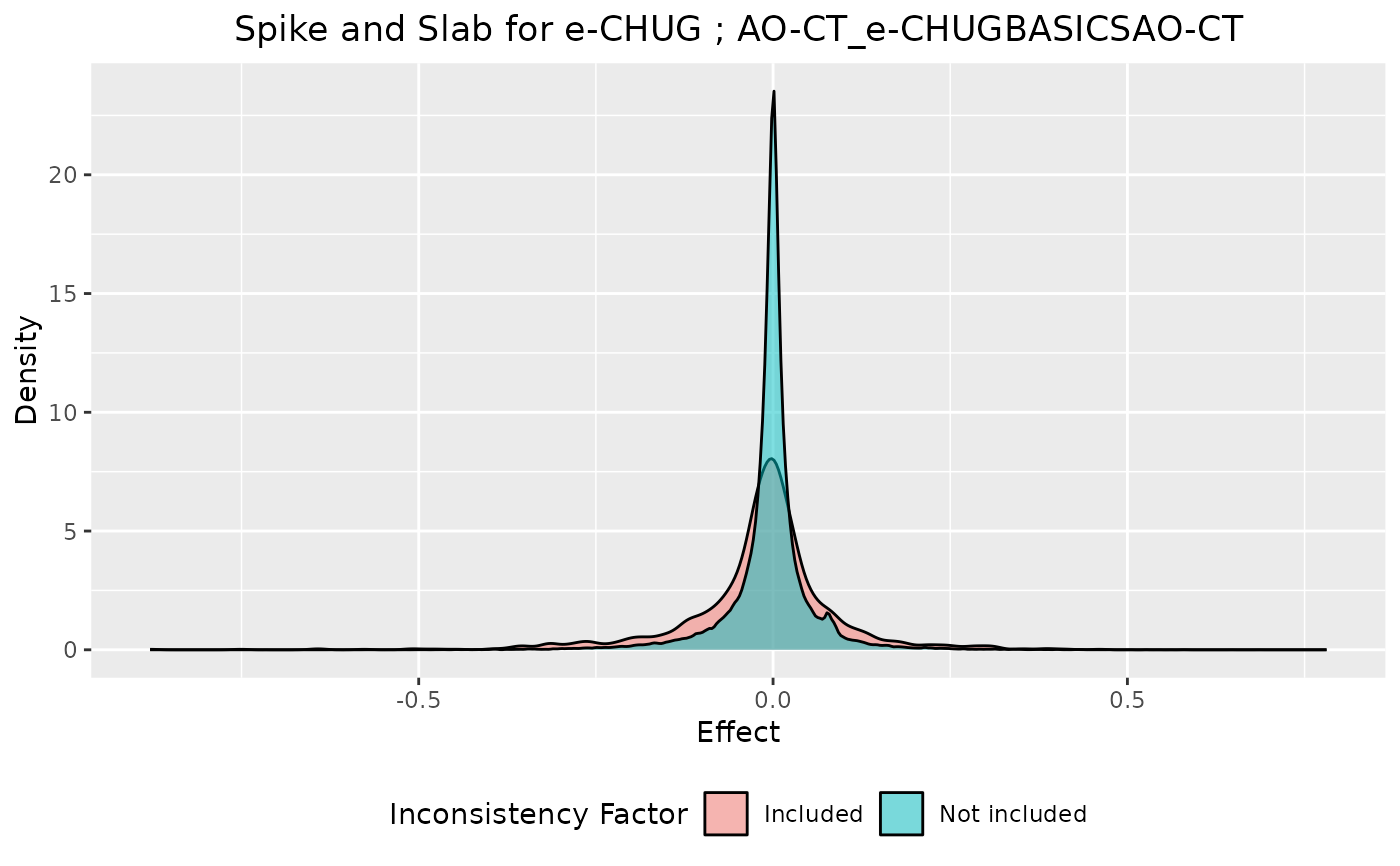 Spike and Slab for e-CHUG ; AO-CT_e-CHUGBASICSAO-CT
Density
20
15
10
5
0
-0.5
0.0
0.5
Effect
Inconsistency Factor
Included
Not included